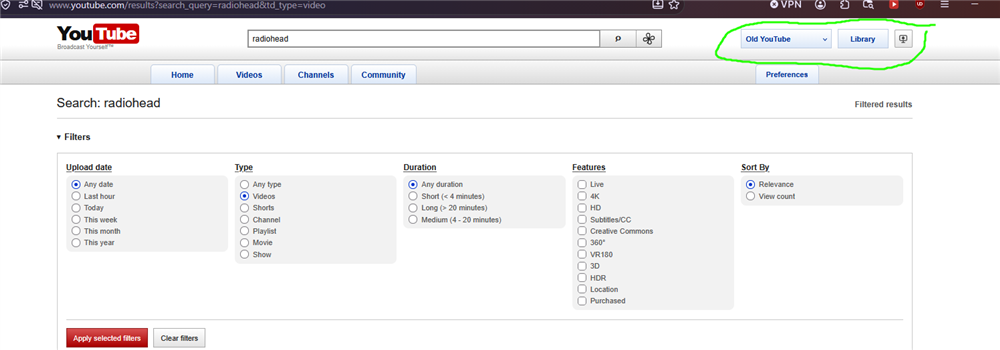 www.youtube.com/results?search_query=radiohead&td_type=video
VPN
YouTube
Broadcast Yourself™
radiohead
Old YouTube
Library
Home
Videos
Channels
Community
Preferences
Search: radiohead
Filtered results
Filters
Upload date
Any date
Last hour
Today
This week
This month
This year
Type
Any type
Videos
Shorts
Channel
Playlist
Movie
Show
Duration
Any duration
Short (< 4 minutes)
Long (> 20 minutes)
Medium (4 - 20 minutes)
Features
Live
4K
HD
Subtitles/CC
Creative Commons
360°
VR180
3D
HDR
Location
Purchased
Sort By
Relevance
View count
Apply selected filters
Clear filters